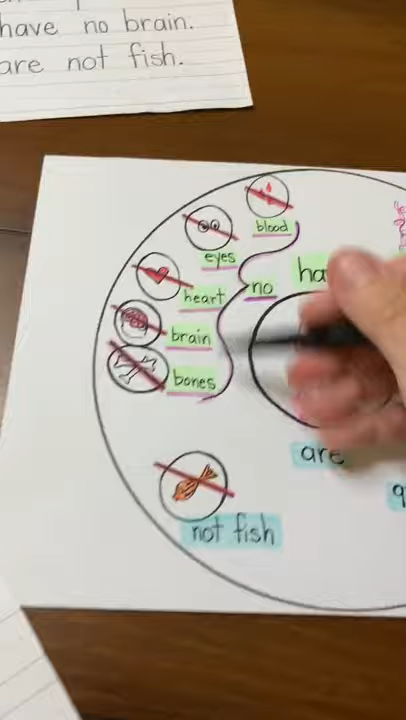 have no brain.
are not fish.
blood
eyes
no
heart
brain
bones
are
not fish